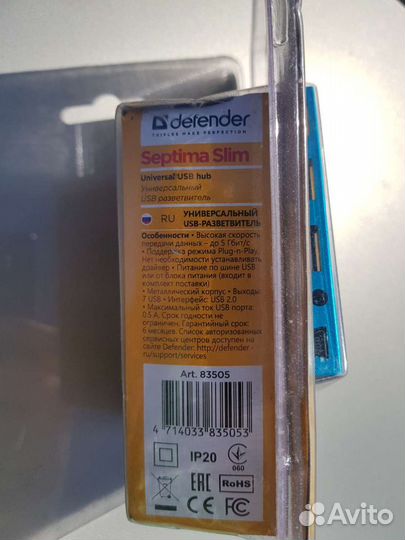 defender
TRIFLES MAKE PERFECTION
Septima Slim
Universal USB hub
Универсальный
USB разветвитель
RU УНИВЕРСАЛЬНЫЙ
USB-РАЗВЕТВИТЕЛЬ
Особенности • Высокая скорость
передачи данных – до 5 Гбит/с
• Поддержка режима Plug-n-Play.
Нет необходимости устанавливать
драйвер • Питание по шине USB
или от блока питания (входит в
комплект поставки)
Металлический корпус • Выходы:
7 USB • Интерфейс: USB 2.0
• Максимальный ток USB порта:
0.5 А. Срок годности не
ограничен. Гарантийный срок:
6 месяцев. Список авторизованных
сервисных центров доступен на
сайте Defender: http://defender-
ru/support/services
Art. 83505
4 714033 835053
IP20
060
EAC
RoHS
CE FC
Avito